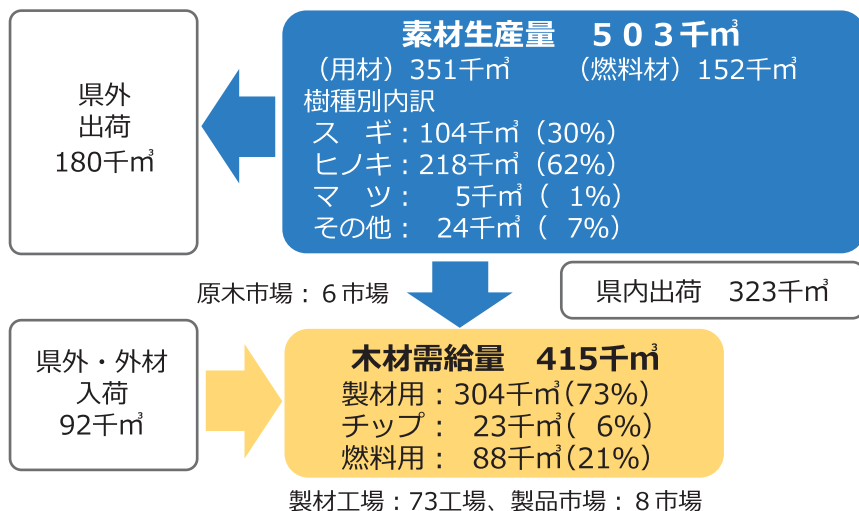 素材生産量　５０３千㎥
（用材）351千㎥　（燃料材）152千㎥
樹種別内訳
ス　ギ：104千㎥（30%）
ヒノキ：218千㎥（62%）
マ　ツ：　5千㎥（　1%）
その他：　24千㎥（　7%）
県外
出荷
180千㎥
原木市場：６市場
県内出荷　323千㎥
県外・外材
入荷
92千㎥
木材需給量　415千㎥
製材用：304千㎥(73%)
チップ：　23千㎥(　6%)
燃料用：　88千㎥(21%)
製材工場：73工場、製品市場：８市場